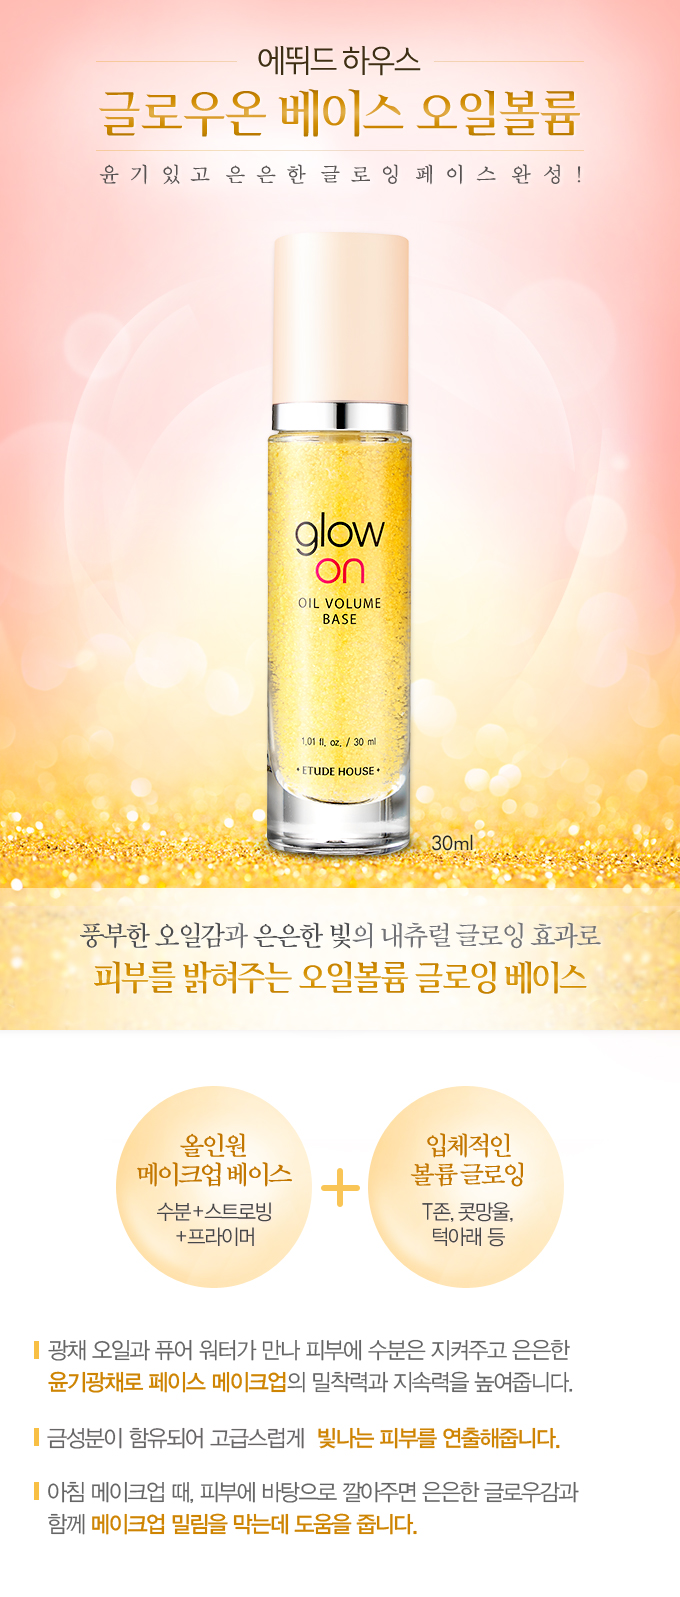 에뛰드 하우스
글로우온 베이스 오일볼륨
윤기있고 은은한 글로잉 페이스 완성!
glow
on
OIL VOLUME
BASE
1.01 fl. oz. / 30 ml
• ETUDE HOUSE •
30ml
풍부한 오일감과 은은한 빛의 내츄럴 글로잉 효과로
피부를 밝혀주는 오일볼륨 글로잉 베이스
올인원
메이크업 베이스
수분+스트로빙
+프라이머
+
입체적인
볼륨 글로잉
T존, 콧망울,
턱아래 등
광채 오일과 퓨어 워터가 만나 피부에 수분은 지켜주고 은은한
윤기광채로 페이스 메이크업의 밀착력과 지속력을 높여줍니다.
금성분이 함유되어 고급스럽게 빛나는 피부를 연출해줍니다.
아침 메이크업 때, 피부에 바탕으로 깔아주면 은은한 글로우감과
함께 메이크업 밀림을 막는데 도움을 줍니다.